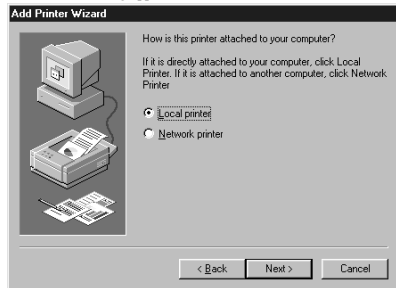 Add Printer Wizard
How is this printer attached to your computer?
If it is directly attached to your computer, click Local
Printer. If it is attached to another computer, click Network
Printer
Local printer
Network printer
< Back Next > Cancel